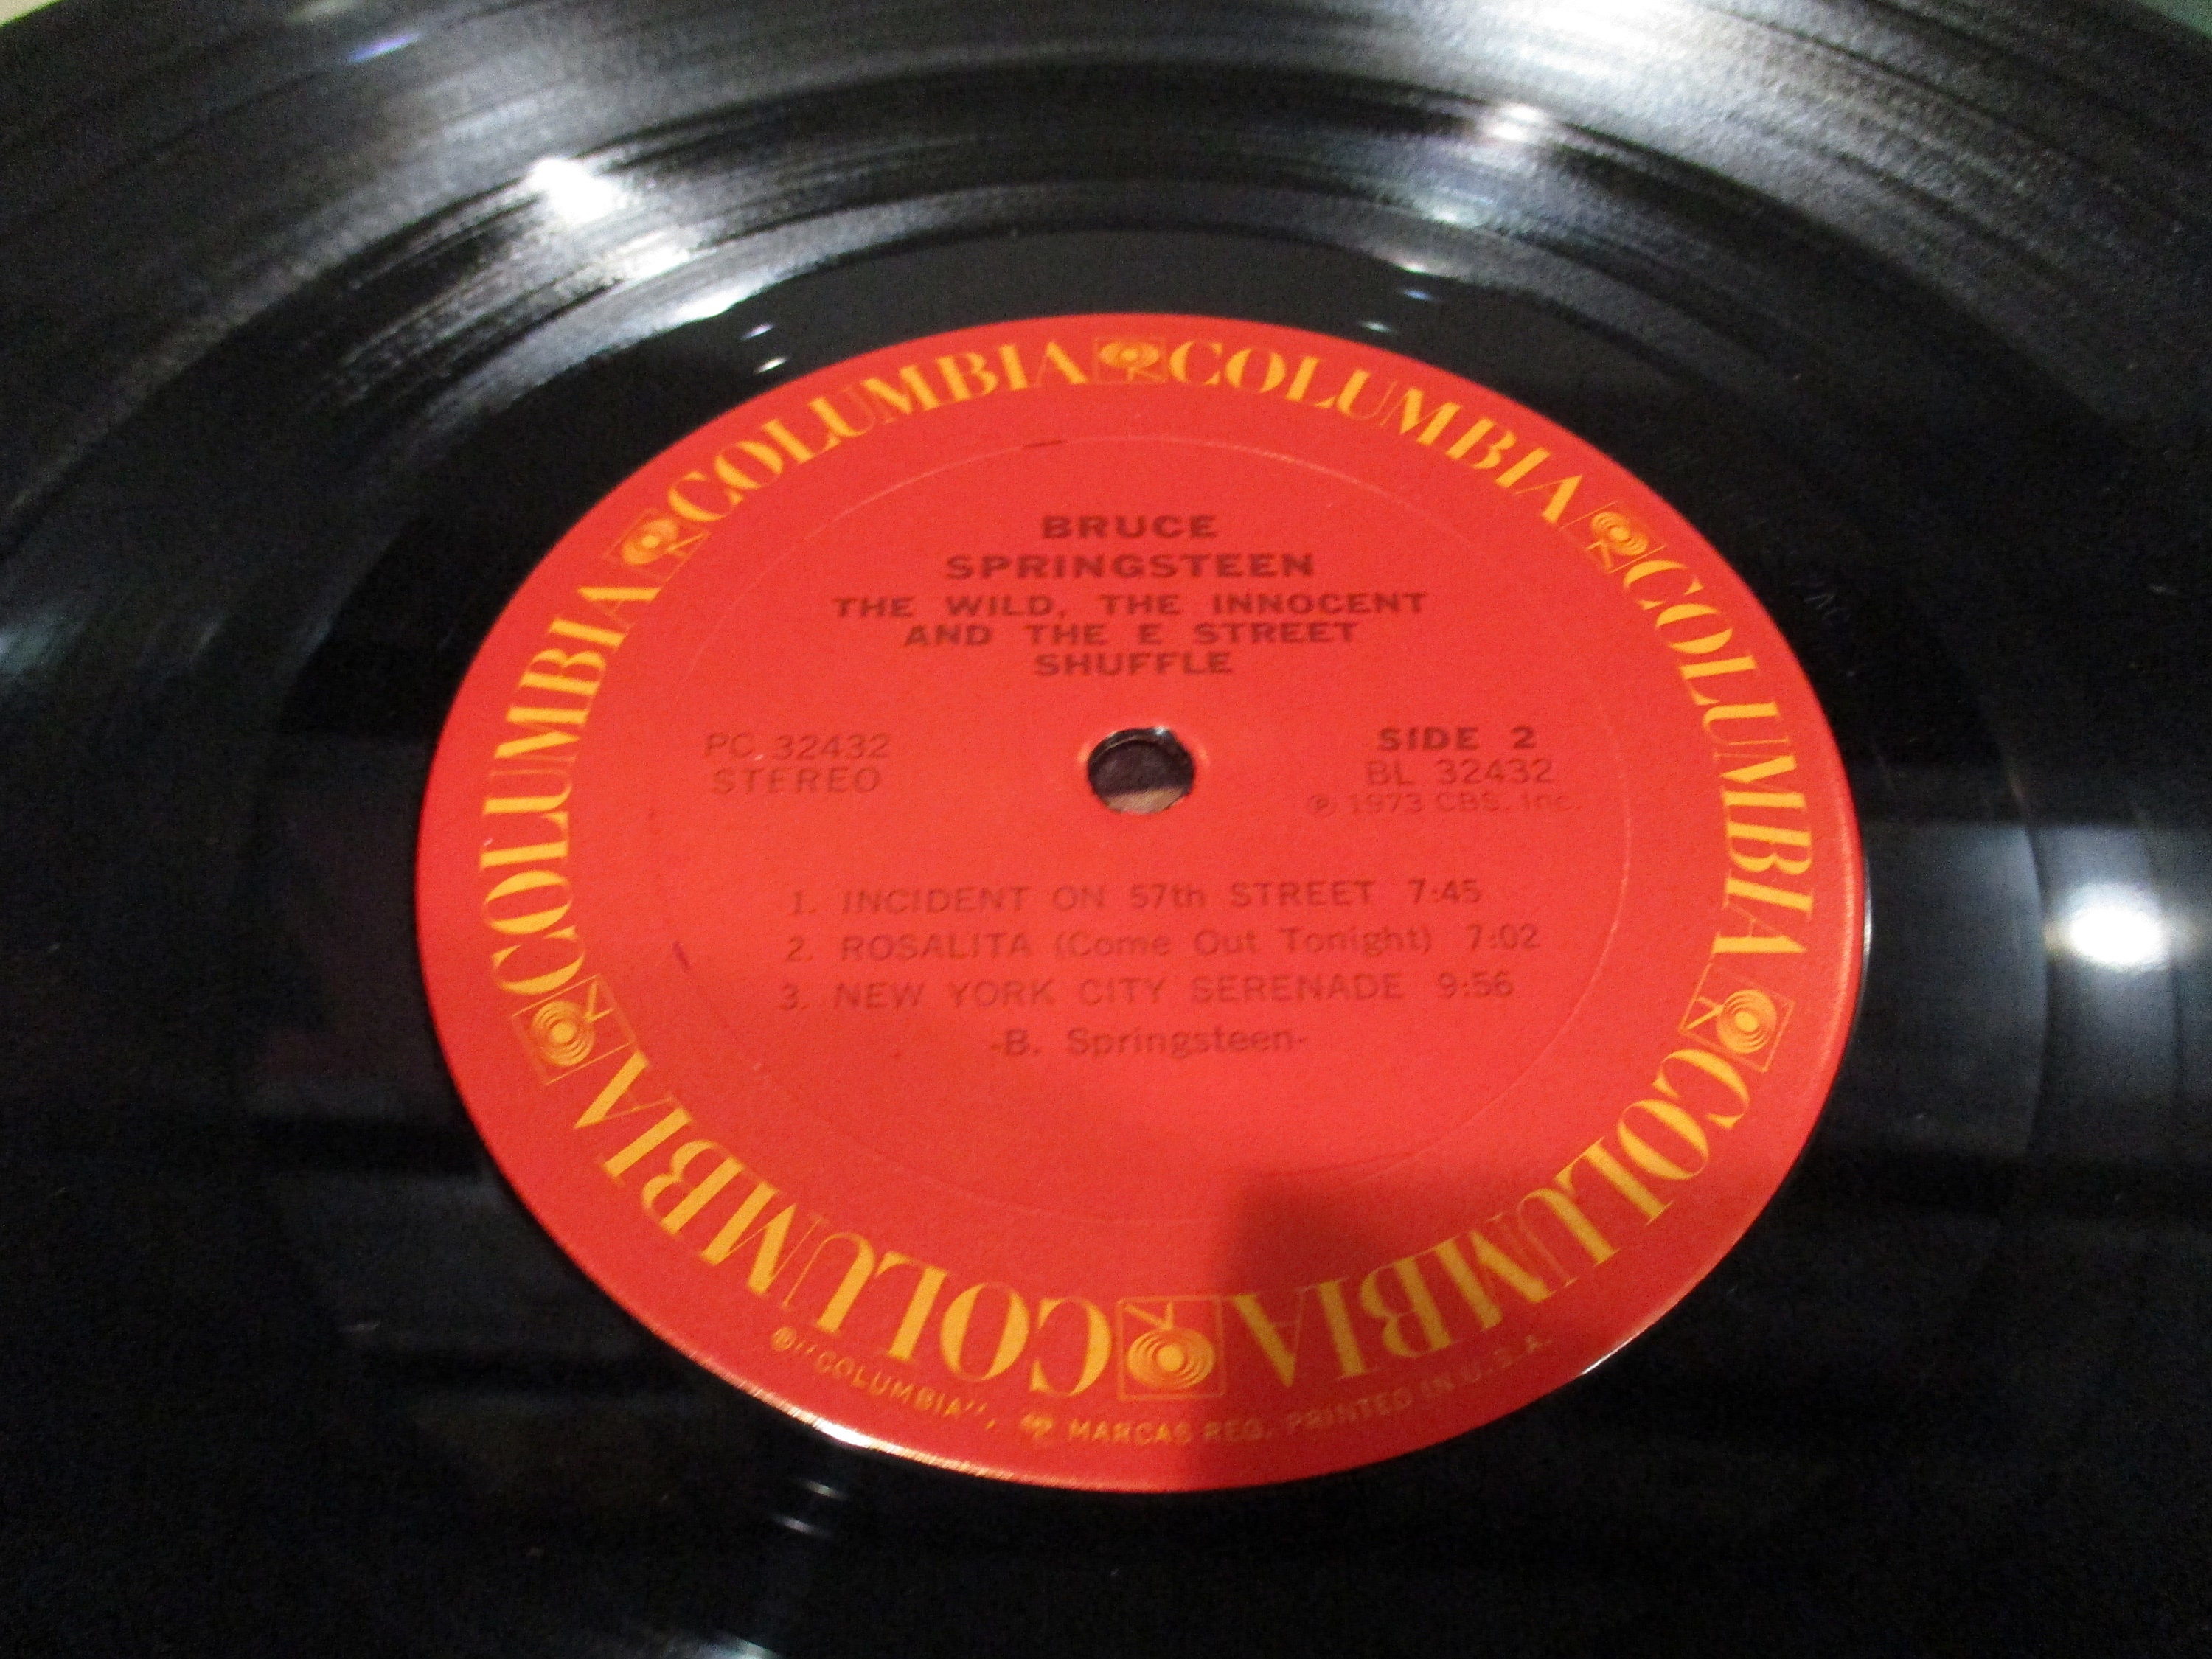 COLUMBIA COLUMBIA COLUMBIA COLUMBIA COLUMBIA COLUMBIA
BRUCE
SPRINGSTEEN
THE WILD, THE INNOCENT
AND THE E STREET
SHUFFLE
PC 32432
STEREO
SIDE 2
BL 32432
℗ 1973 CBS, Inc.
1. INCIDENT ON 57th STREET 7:45
2. ROSALITA (Come Out Tonight) 7:02
3. NEW YORK CITY SERENADE 9:56
-B. Springsteen-
®"COLUMBIA", MARCAS REG. PRINTED IN U.S.A.